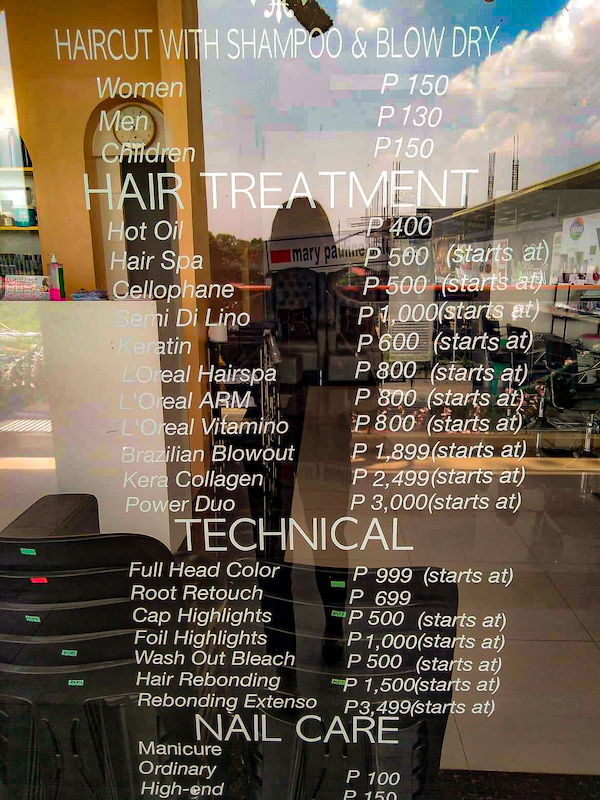 HAIRCUT WITH SHAMPOO & BLOW DRY
Women P 150
Men P 130
Children P150
HAIR TREATMENT
Hot Oil P 400
mary pauline
Hair Spa P 500 (starts at)
Cellophane P 500 (starts at)
Semi Di Lino P 1,000(starts at)
Keratin P 600 (starts at)
L'Oreal Hairspa P 800 (starts at)
L'Oreal ARM P 800 (starts at)
L'Oreal Vitamino P 800 (starts at)
Brazilian Blowout P 1,899(starts at)
Kera Collagen P 2,499(starts at)
Power Duo P 3,000(starts at)
TECHNICAL
Full Head Color P 999 (starts at)
Root Retouch P 699
Cap Highlights P 500 (starts at)
Foil Highlights P 1,000(starts at)
Wash Out Bleach P 500 (starts at)
Hair Rebonding P 1,500(starts at)
Rebonding Extenso P3,499(starts at)
NAIL CARE
Manicure
Ordinary P 100
High-end P 150